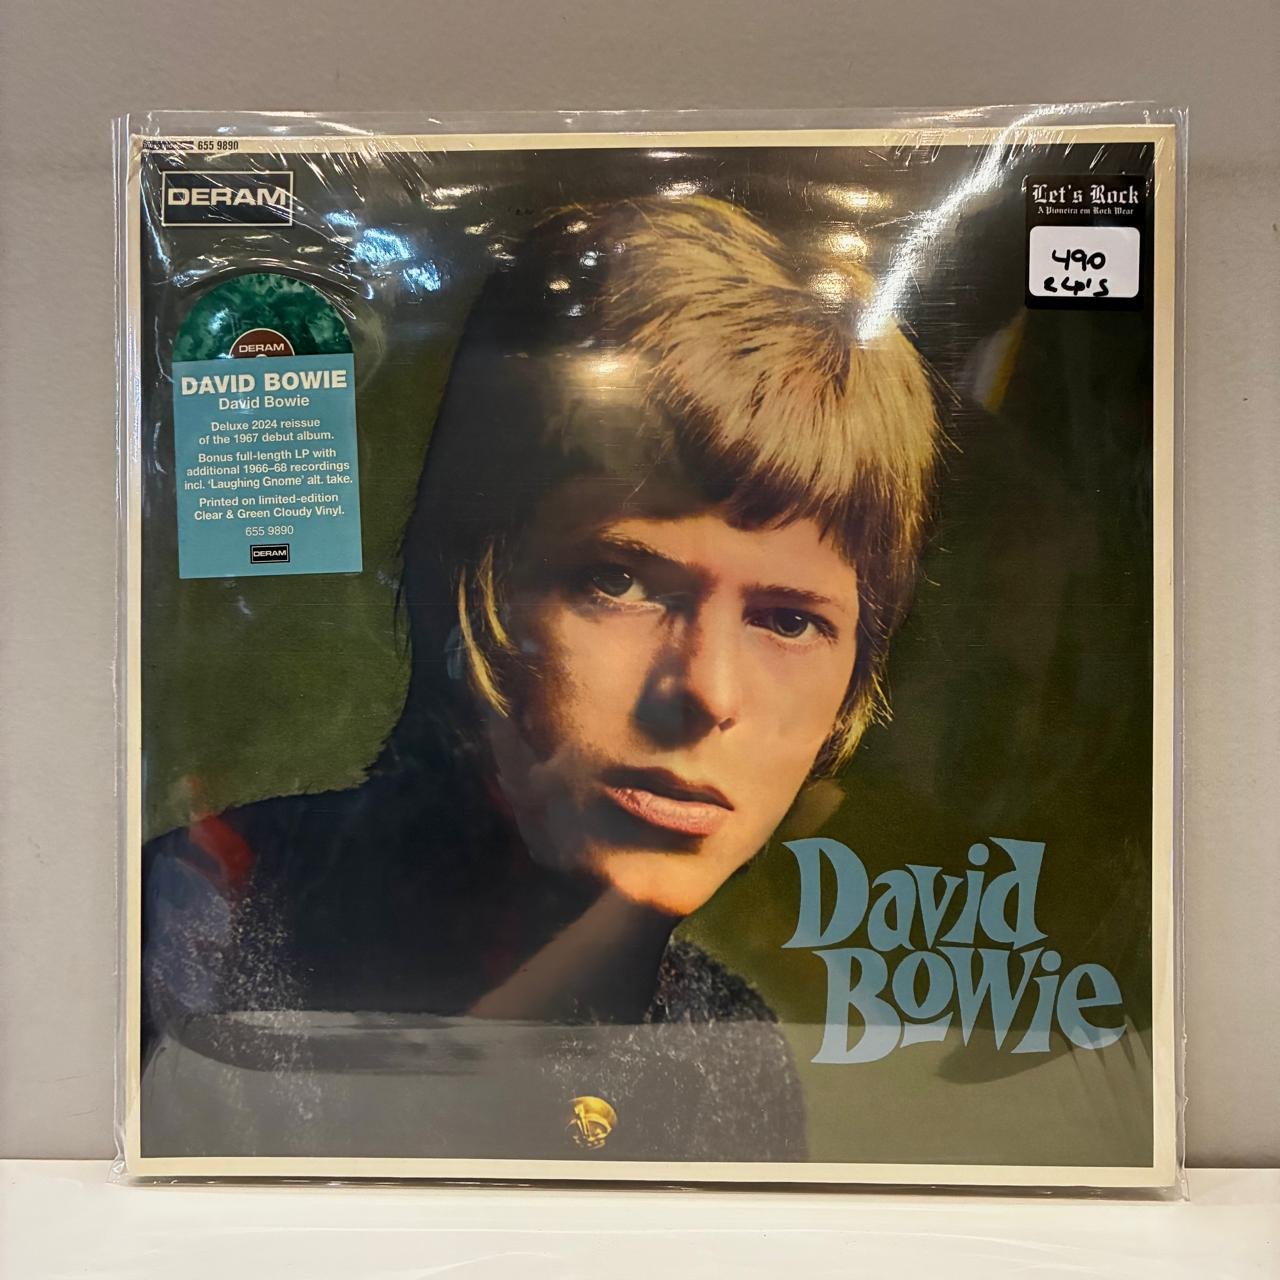 655 9890
DERAM
Let's Rock
A Pioneira em Rock Wear
490
2 LP's
DERAM
DAVID BOWIE
David Bowie
Deluxe 2024 reissue
of the 1967 debut album.
Bonus full-length LP with
additional 1966–68 recordings
incl. ‘Laughing Gnome’ alt. take.
Printed on limited-edition
Clear & Green Cloudy Vinyl.
655 9890
DERAM
David
Bowie